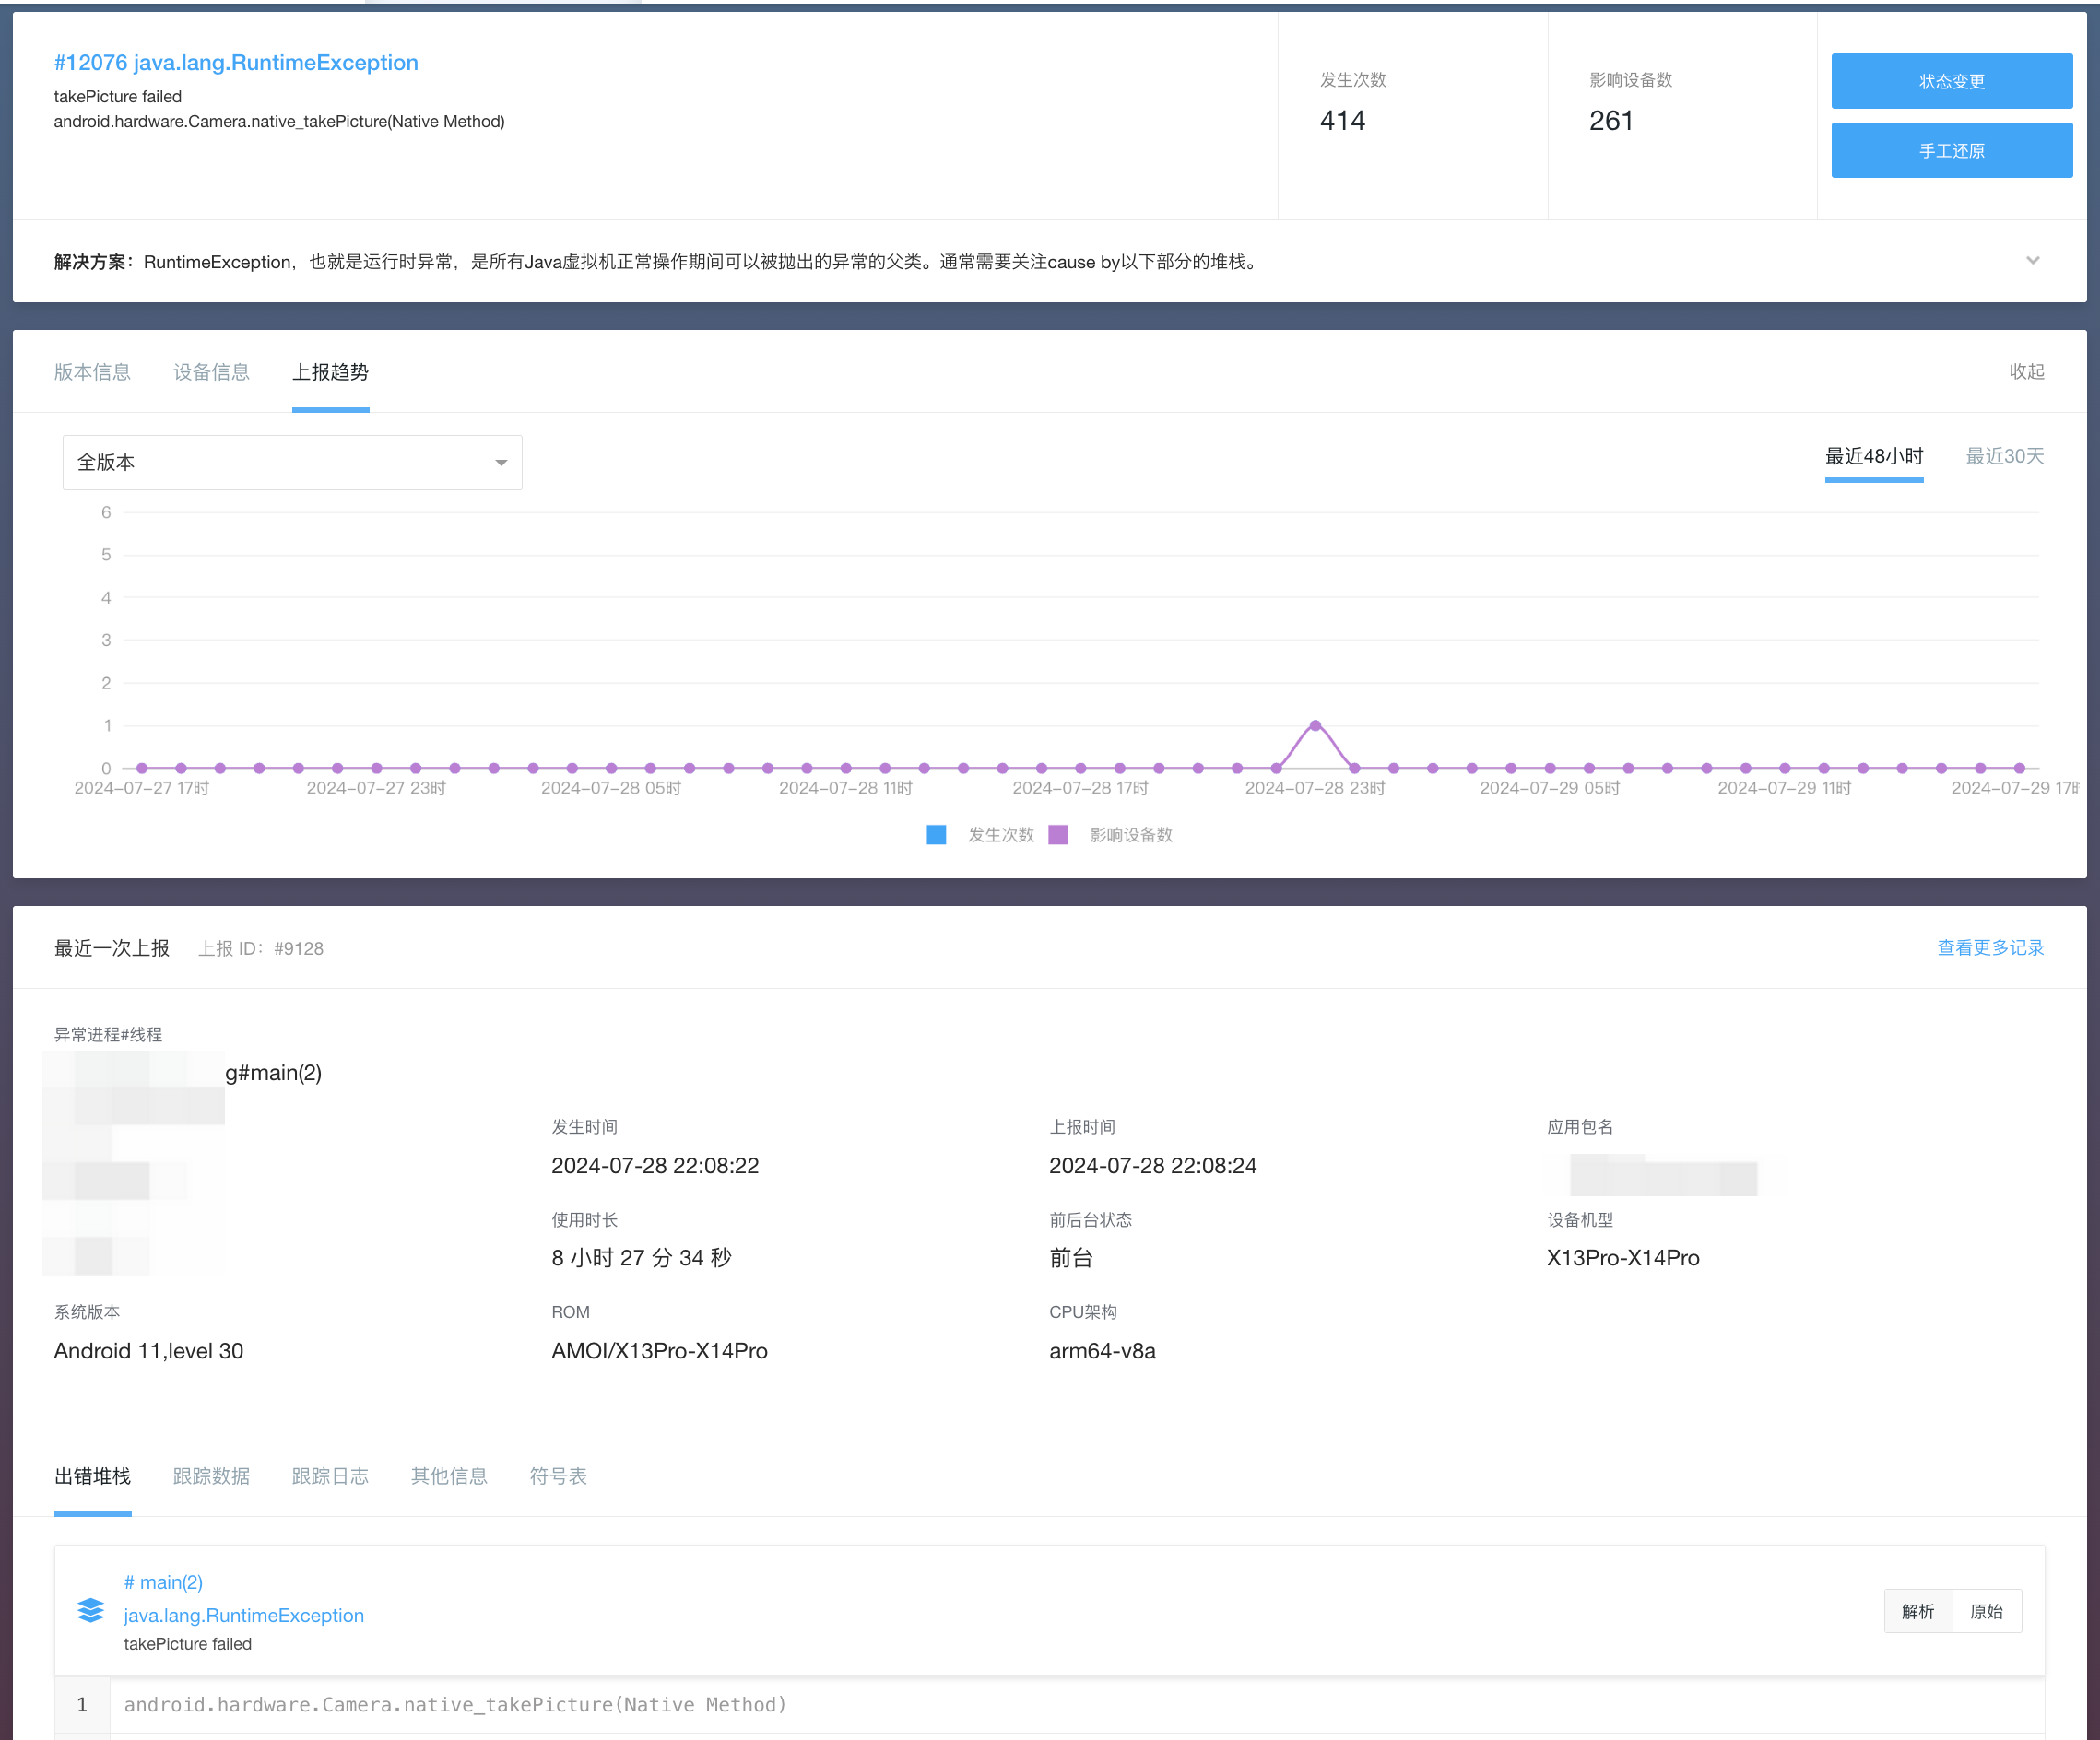 #12076 java.lang.RuntimeException
takePicture failed
android.hardware.Camera.native_takePicture(Native Method)
发生次数
414
影响设备数
261
状态变更
手工还原
解决方案：RuntimeException，也就是运行时异常，是所有Java虚拟机正常操作期间可以被抛出的异常的父类。通常需要关注cause by以下部分的堆栈。
版本信息 设备信息 上报趋势 收起
全版本 最近48小时 最近30天
6
5
4
3
2
1
0
2024-07-27 17时 2024-07-27 23时 2024-07-28 05时 2024-07-28 11时 2024-07-28 17时 2024-07-28 23时 2024-07-29 05时 2024-07-29 11时 2024-07-29 17时
发生次数 影响设备数
最近一次上报 上报 ID：#9128 查看更多记录
异常进程#线程
g#main(2)
发生时间 上报时间 应用包名
2024-07-28 22:08:22 2024-07-28 22:08:24
使用时长 前后台状态 设备机型
8 小时 27 分 34 秒 前台 X13Pro-X14Pro
系统版本 ROM CPU架构
Android 11,level 30 AMOI/X13Pro-X14Pro arm64-v8a
出错堆栈 跟踪数据 跟踪日志 其他信息 符号表
# main(2)
java.lang.RuntimeException
takePicture failed
解析 原始
1 android.hardware.Camera.native_takePicture(Native Method)